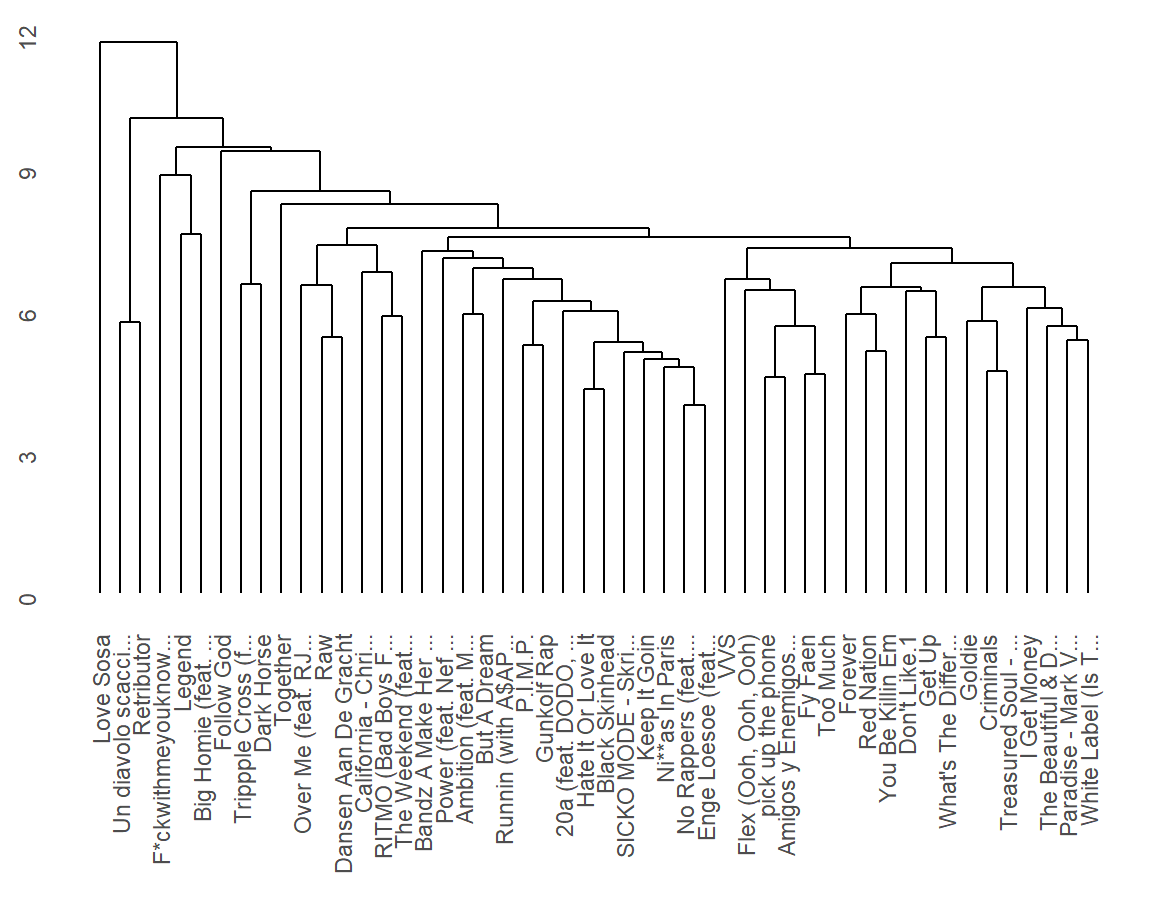 12
9
6
3
0
Love Sosa
Un diavolo scacci...
Retributor
F*ckwithmeyouknow...
Legend
Big Homie (feat. ...
Follow God
Trippple Cross (f...
Dark Horse
Together
Over Me (feat. RJ...
Raw
Dansen Aan De Gracht
California - Chri...
RITMO (Bad Boys F...
The Weekend (feat...
Bandz A Make Her ...
Power (feat. Nef ...
Ambition (feat. M...
But A Dream
Runnin (with A$AP ...
P.I.M.P.
Gunkolf Rap
20a (feat. DODO, ...
Hate It Or Love It
Black Skinhead
SICKO MODE - Skri...
Keep It Goin
Ni**as In Paris
No Rappers (feat....
Enge Loesoe (feat...
VVS
Flex (Ooh, Ooh, Ooh)
pick up the phone
Amigos y Enemigos...
Fy Faen
Too Much
Forever
Red Nation
You Be Killin Em
Don't Like.1
Get Up
What's The Differ...
Goldie
Criminals
Treasured Soul - ...
I Get Money
The Beautiful & D...
Paradise - Mark V...
White Label (Is T...